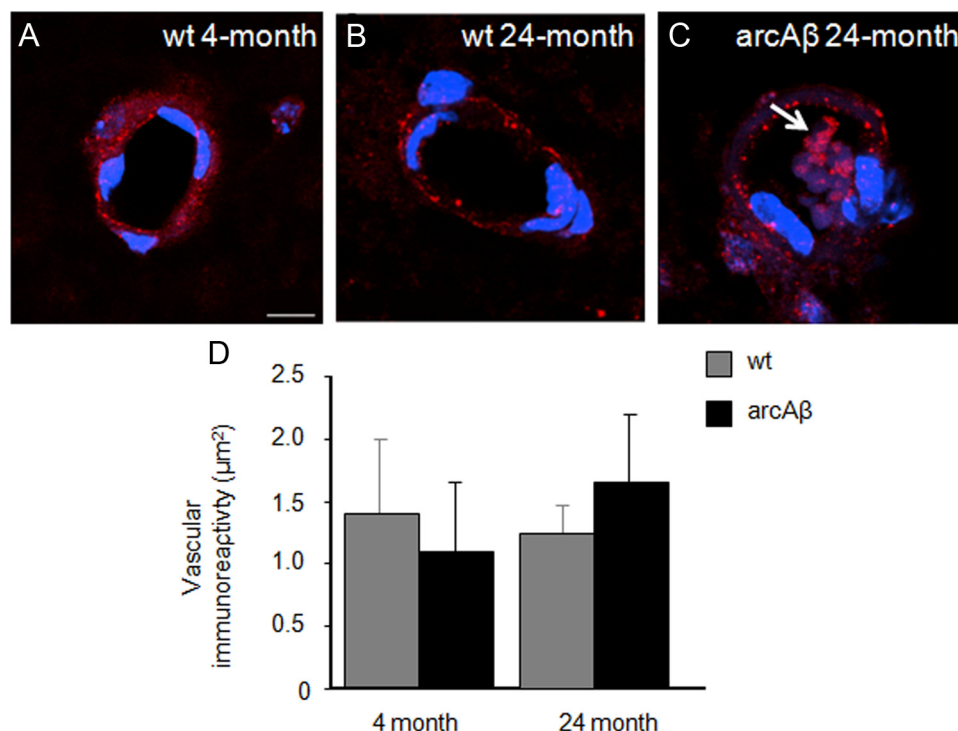 A
wt 4-month
B
wt 24-month
C
arcAβ 24-month
D
wt
arcAβ
2.5
2.0
1.5
1.0
0.5
0
Vascular
immunoreactivty (µm²)
4 month
24 month